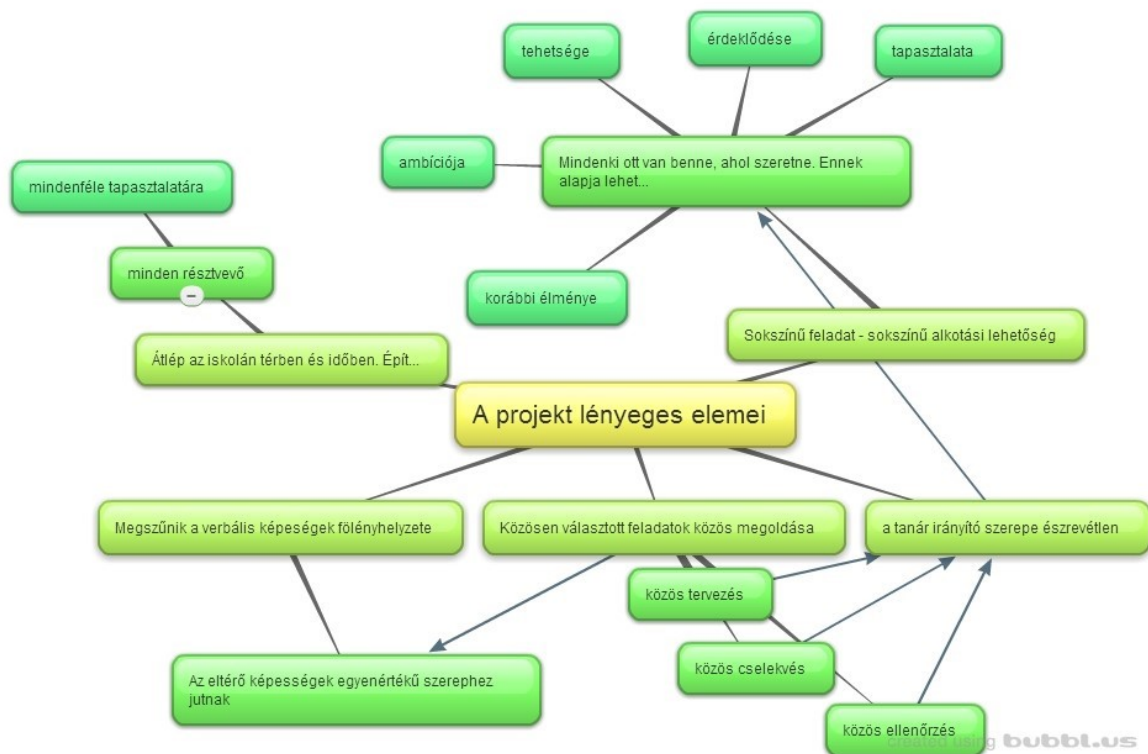 tehetsége
érdeklődése
tapasztalata
ambíciója
Mindenki ott van benne, ahol szeretne. Ennek
alapja lehet...
mindenféle tapasztalatára
minden résztvevő
korábbi élménye
Átlép az iskolán térben és időben. Épít...
Sokszínű feladat - sokszínű alkotási lehetőség
A projekt lényeges elemei
Megszűnik a verbális képeségek fölényhelyzete
Közösen választott feladatok közös megoldása
a tanár irányító szerepe észrevétlen
közös tervezés
közös cselekvés
Az eltérő képességek egyenértékű szerephez
jutnak
közös ellenőrzés
created using bubbl.us